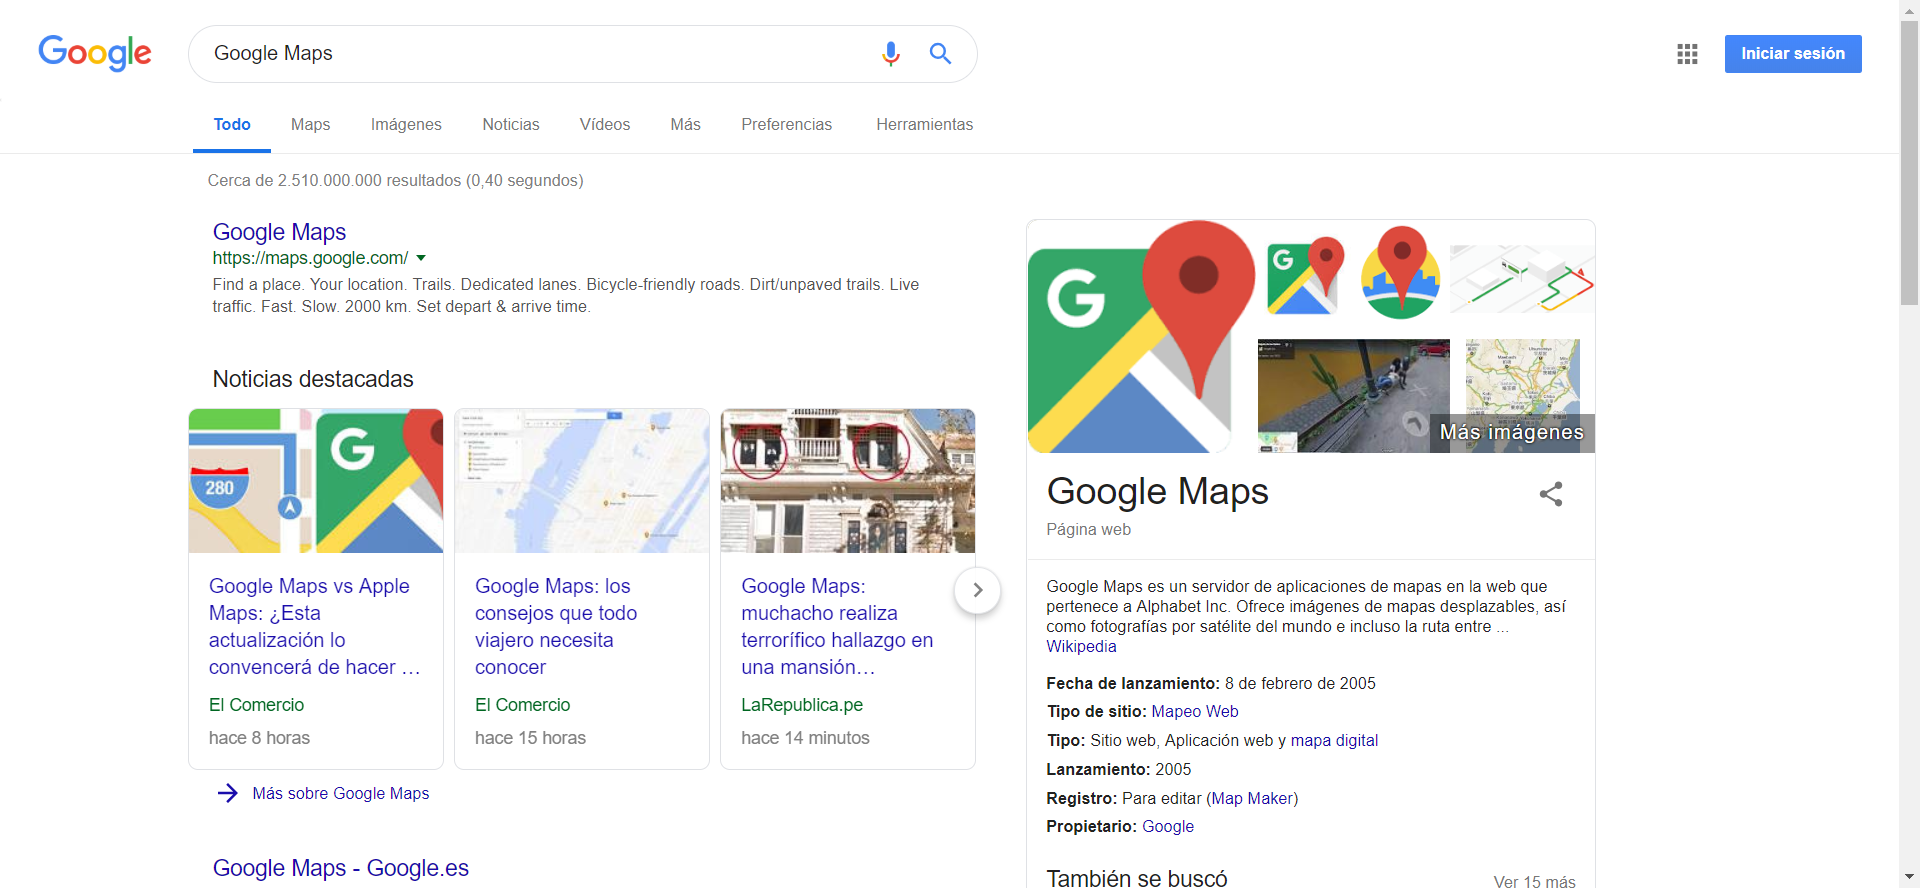 Google
Google Maps
Iniciar sesión
Todo
Maps
Imágenes
Noticias
Vídeos
Más
Preferencias
Herramientas
Cerca de 2.510.000.000 resultados (0,40 segundos)
Google Maps
https://maps.google.com/
Find a place. Your location. Trails. Dedicated lanes. Bicycle-friendly roads. Dirt/unpaved trails. Live
traffic. Fast. Slow. 2000 km. Set depart & arrive time.
Noticias destacadas
280
G
Google Maps vs Apple
Maps: ¿Esta
actualización lo
convencerá de hacer ...
El Comercio
hace 8 horas
Google Maps: los
consejos que todo
viajero necesita
conocer
El Comercio
hace 15 horas
Google Maps:
muchacho realiza
terrorífico hallazgo en
una mansión...
LaRepublica.pe
hace 14 minutos
Más sobre Google Maps
Google Maps - Google.es
G
G
Más imágenes
Google Maps
Página web
Google Maps es un servidor de aplicaciones de mapas en la web que
pertenece a Alphabet Inc. Ofrece imágenes de mapas desplazables, así
como fotografías por satélite del mundo e incluso la ruta entre ...
Wikipedia
Fecha de lanzamiento: 8 de febrero de 2005
Tipo de sitio: Mapeo Web
Tipo: Sitio web, Aplicación web y mapa digital
Lanzamiento: 2005
Registro: Para editar (Map Maker)
Propietario: Google
También se buscó
Ver 15 más